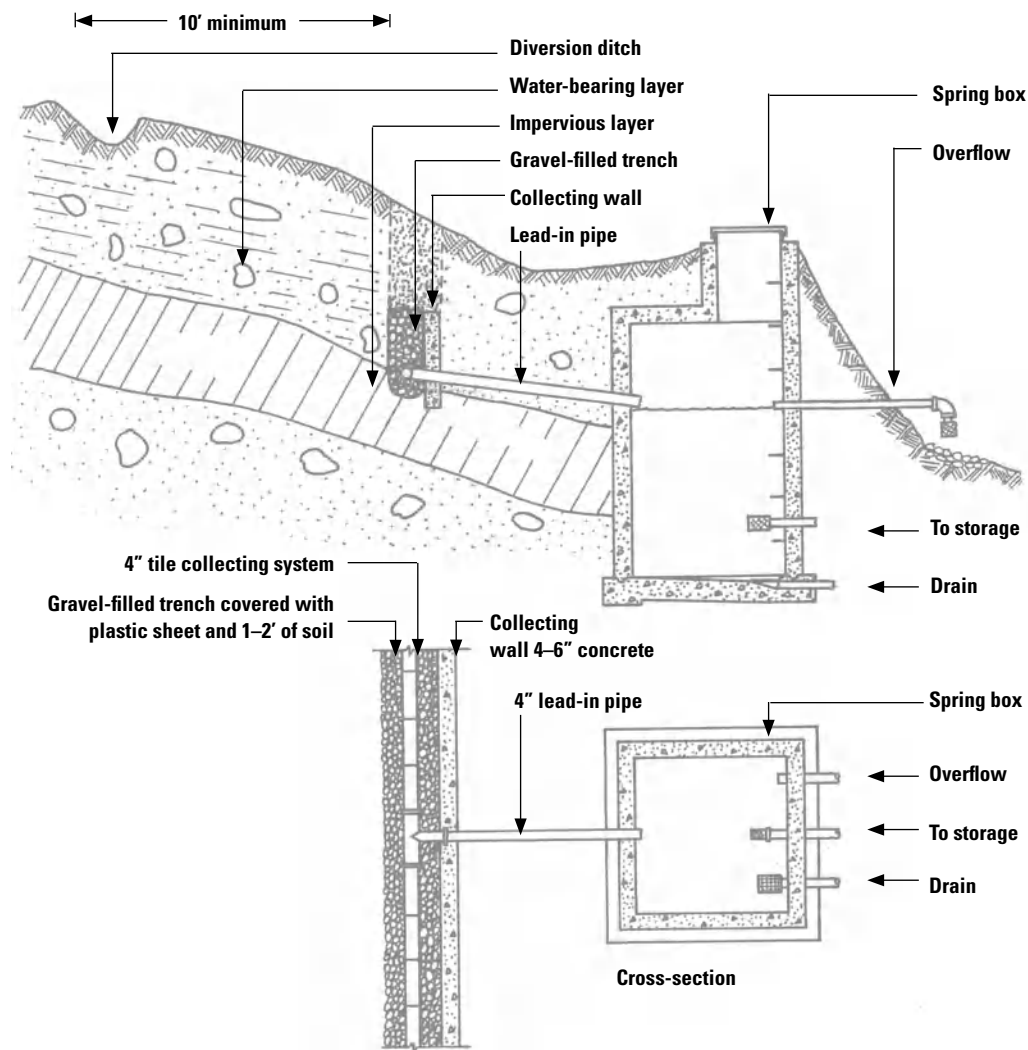 10′ minimum
Diversion ditch
Water-bearing layer
Impervious layer
Gravel-filled trench
Collecting wall
Lead-in pipe
Spring box
Overflow
To storage
Drain
4″ tile collecting system
Gravel-filled trench covered with
plastic sheet and 1–2′ of soil
Collecting
wall 4–6″ concrete
4″ lead-in pipe
Spring box
Overflow
To storage
Drain
Cross-section